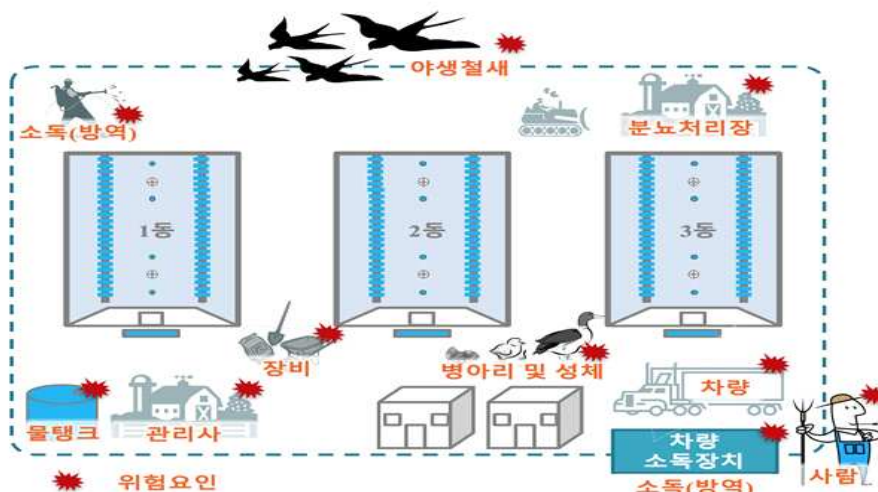 야생철새
소독(방역)
분뇨처리장
1동
2동
3동
장비
병아리 및 성체
차량
물탱크
관리사
차량
소독장치
사람
위험요인
소독(방역)